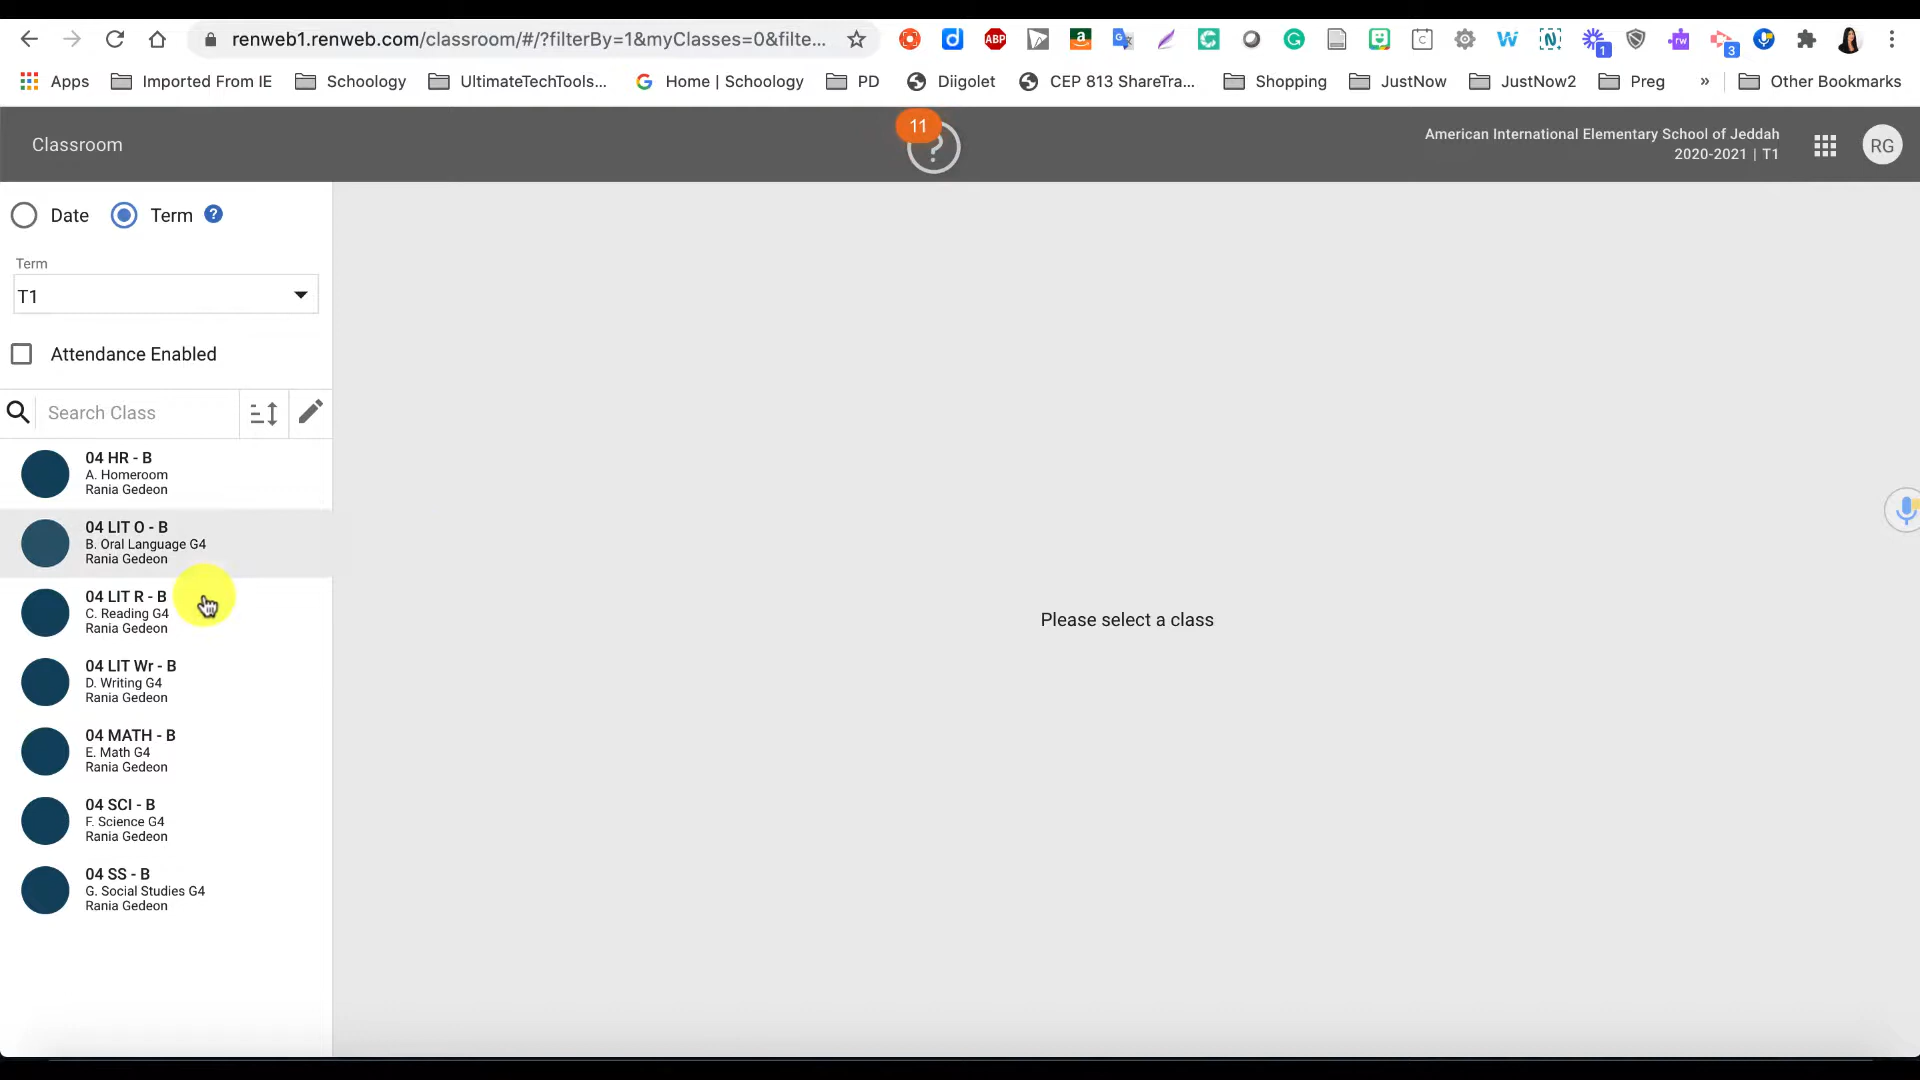 renweb1.renweb.com/classroom/#/?filterBy=1&myClasses=0&filte...
ABP
1
rw
3
Apps
Imported From IE
Schoology
UltimateTechTools...
Home | Schoology
PD
Diigolet
CEP 813 ShareTra...
Shopping
JustNow
JustNow2
Preg
»
Other Bookmarks
Classroom
11
?
American International Elementary School of Jeddah
2020-2021 | T1
RG
Date
Term
?
Term
T1
Attendance Enabled
Search Class
04 HR - B
A. Homeroom
Rania Gedeon
04 LIT O - B
B. Oral Language G4
Rania Gedeon
04 LIT R - B
C. Reading G4
Rania Gedeon
04 LIT Wr - B
D. Writing G4
Rania Gedeon
04 MATH - B
E. Math G4
Rania Gedeon
04 SCI - B
F. Science G4
Rania Gedeon
04 SS - B
G. Social Studies G4
Rania Gedeon
Please select a class